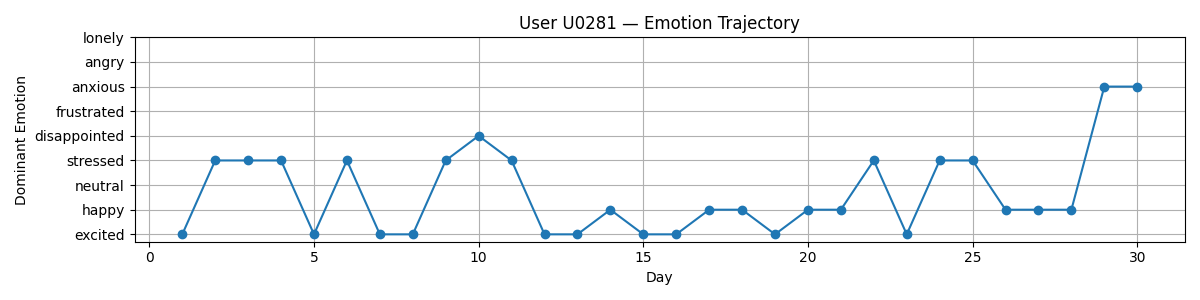 User U0281 — Emotion Trajectory
Dominant Emotion
lonely
angry
anxious
frustrated
disappointed
stressed
neutral
happy
excited
0 5 10 15 20 25 30
Day